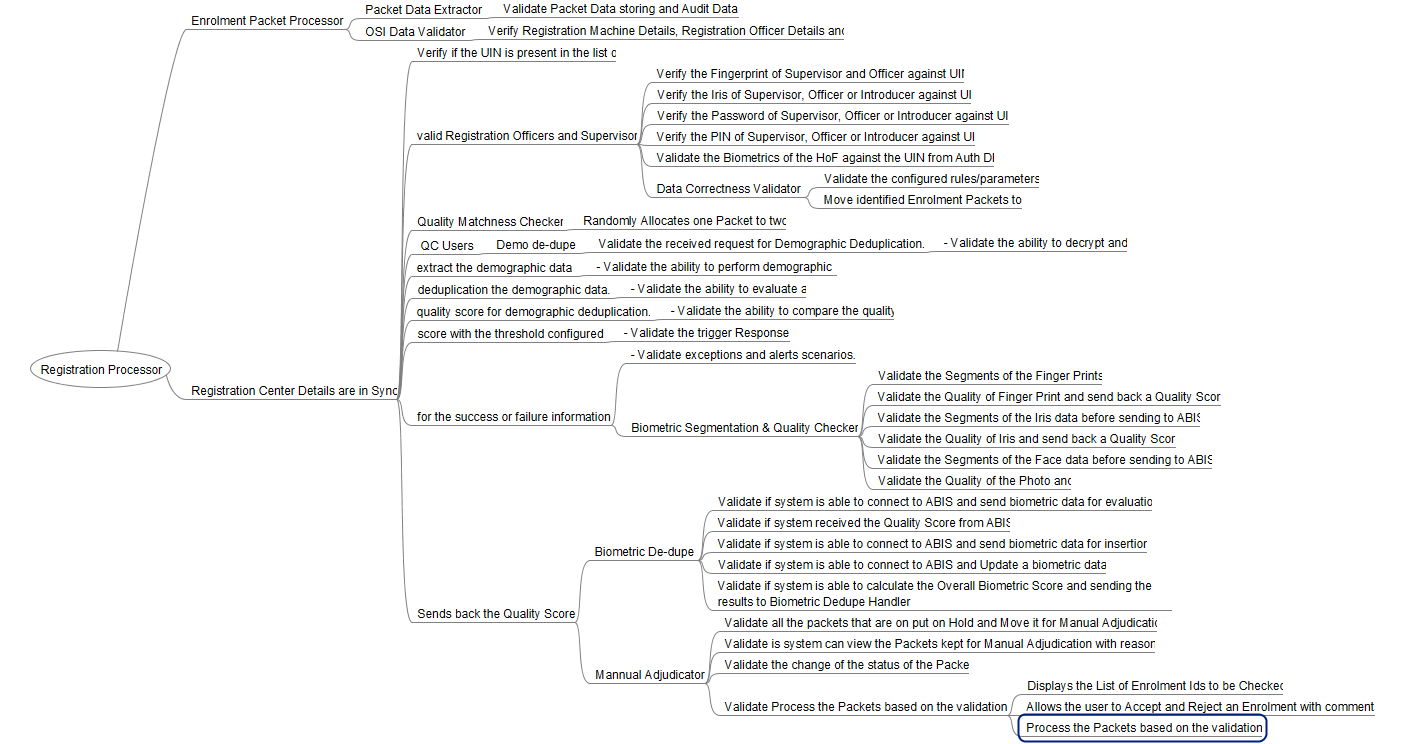 Enrolment Packet Processor
Packet Data Extractor
Validate Packet Data storing and Audit Data
OSI Data Validator
Verify Registration Machine Details, Registration Officer Details and
Verify if the UIN is present in the list
valid Registration Officers and Supervisor
Verify the Fingerprint of Supervisor and Officer against
Verify the Iris of Supervisor, Officer or Introducer against UI
Verify the Password of Supervisor, Officer or Introducer against UI
Verify the PIN of Supervisor, Officer or Introducer against UI
Validate the Biometrics of the HoF against the UIN from Auth
Data Correctness Validator
Validate the configured rules/parameters
Move identified Enrolment Packets to
Quality Matchness Checker
Randomly Allocates one Packet to two
QC Users
Demo de-dupe
Validate the received request for Demographic Deduplication.
- Validate the ability to decrypt and
extract the demographic data
- Validate the ability to perform demographic
deduplication the demographic data.
- Validate the ability to evaluate a
quality score for demographic deduplication.
- Validate the ability to compare the quality
score with the threshold configured
- Validate the trigger Response
Registration Processor
Registration Center Details are in Sync
for the success or failure information
- Validate exceptions and alerts scenarios.
Biometric Segmentation & Quality Checker
Validate the Segments of the Finger Prints
Validate the Quality of Finger Print and send back a Quality Scor
Validate the Segments of the Iris data before sending to ABIS
Validate the Quality of Iris and send back a Quality Scor
Validate the Segments of the Face data before sending to ABIS
Validate the Quality of the Photo and
Sends back the Quality Score
Biometric De-dupe
Validate if system is able to connect to ABIS and send biometric data for evaluatio
Validate if system received the Quality Score from ABIS
Validate if system is able to connect to ABIS and send biometric data for insertion
Validate if system is able to connect to ABIS and Update a biometric data
Validate if system is able to calculate the Overall Biometric Score and sending the
results to Biometric Dedupe Handler
Mannual Adjudicator
Validate all the packets that are on put on Hold and Move it for Manual Adjudicatio
Validate is system can view the Packets kept for Manual Adjudication with reason
Validate the change of the status of the Packe
Validate Process the Packets based on the validation
Displays the List of Enrolment Ids to be Checked
Allows the user to Accept and Reject an Enrolment with comment
Process the Packets based on the validation